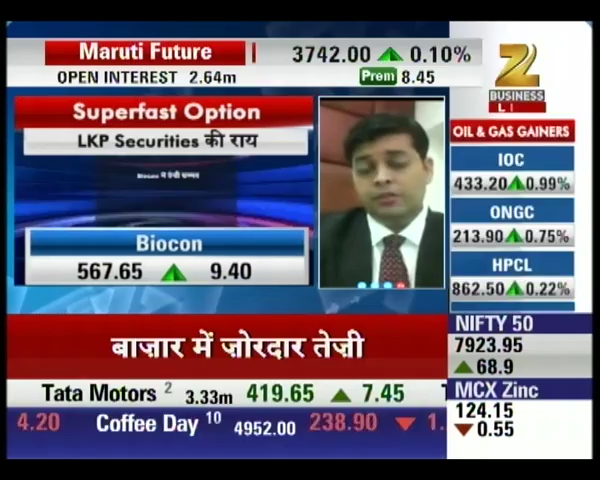 Maruti Future
3742.00 0.10%
OPEN INTEREST 2.64m
Prem 8.45
Z
BUSINESS
L I
Superfast Option
LKP Securities की राय
Biocon
567.65 9.40
OIL & GAS GAINERS
IOC
433.20 0.99%
ONGC
213.90 0.75%
HPCL
862.50 0.22%
बाज़ार में ज़ोरदार तेज़ी
NIFTY 50
7923.95
68.9
Tata Motors 2 3.33m 419.65 7.45 T
MCX Zinc
124.15
0.55
4.20 Coffee Day 10 4952.00 238.90 1.